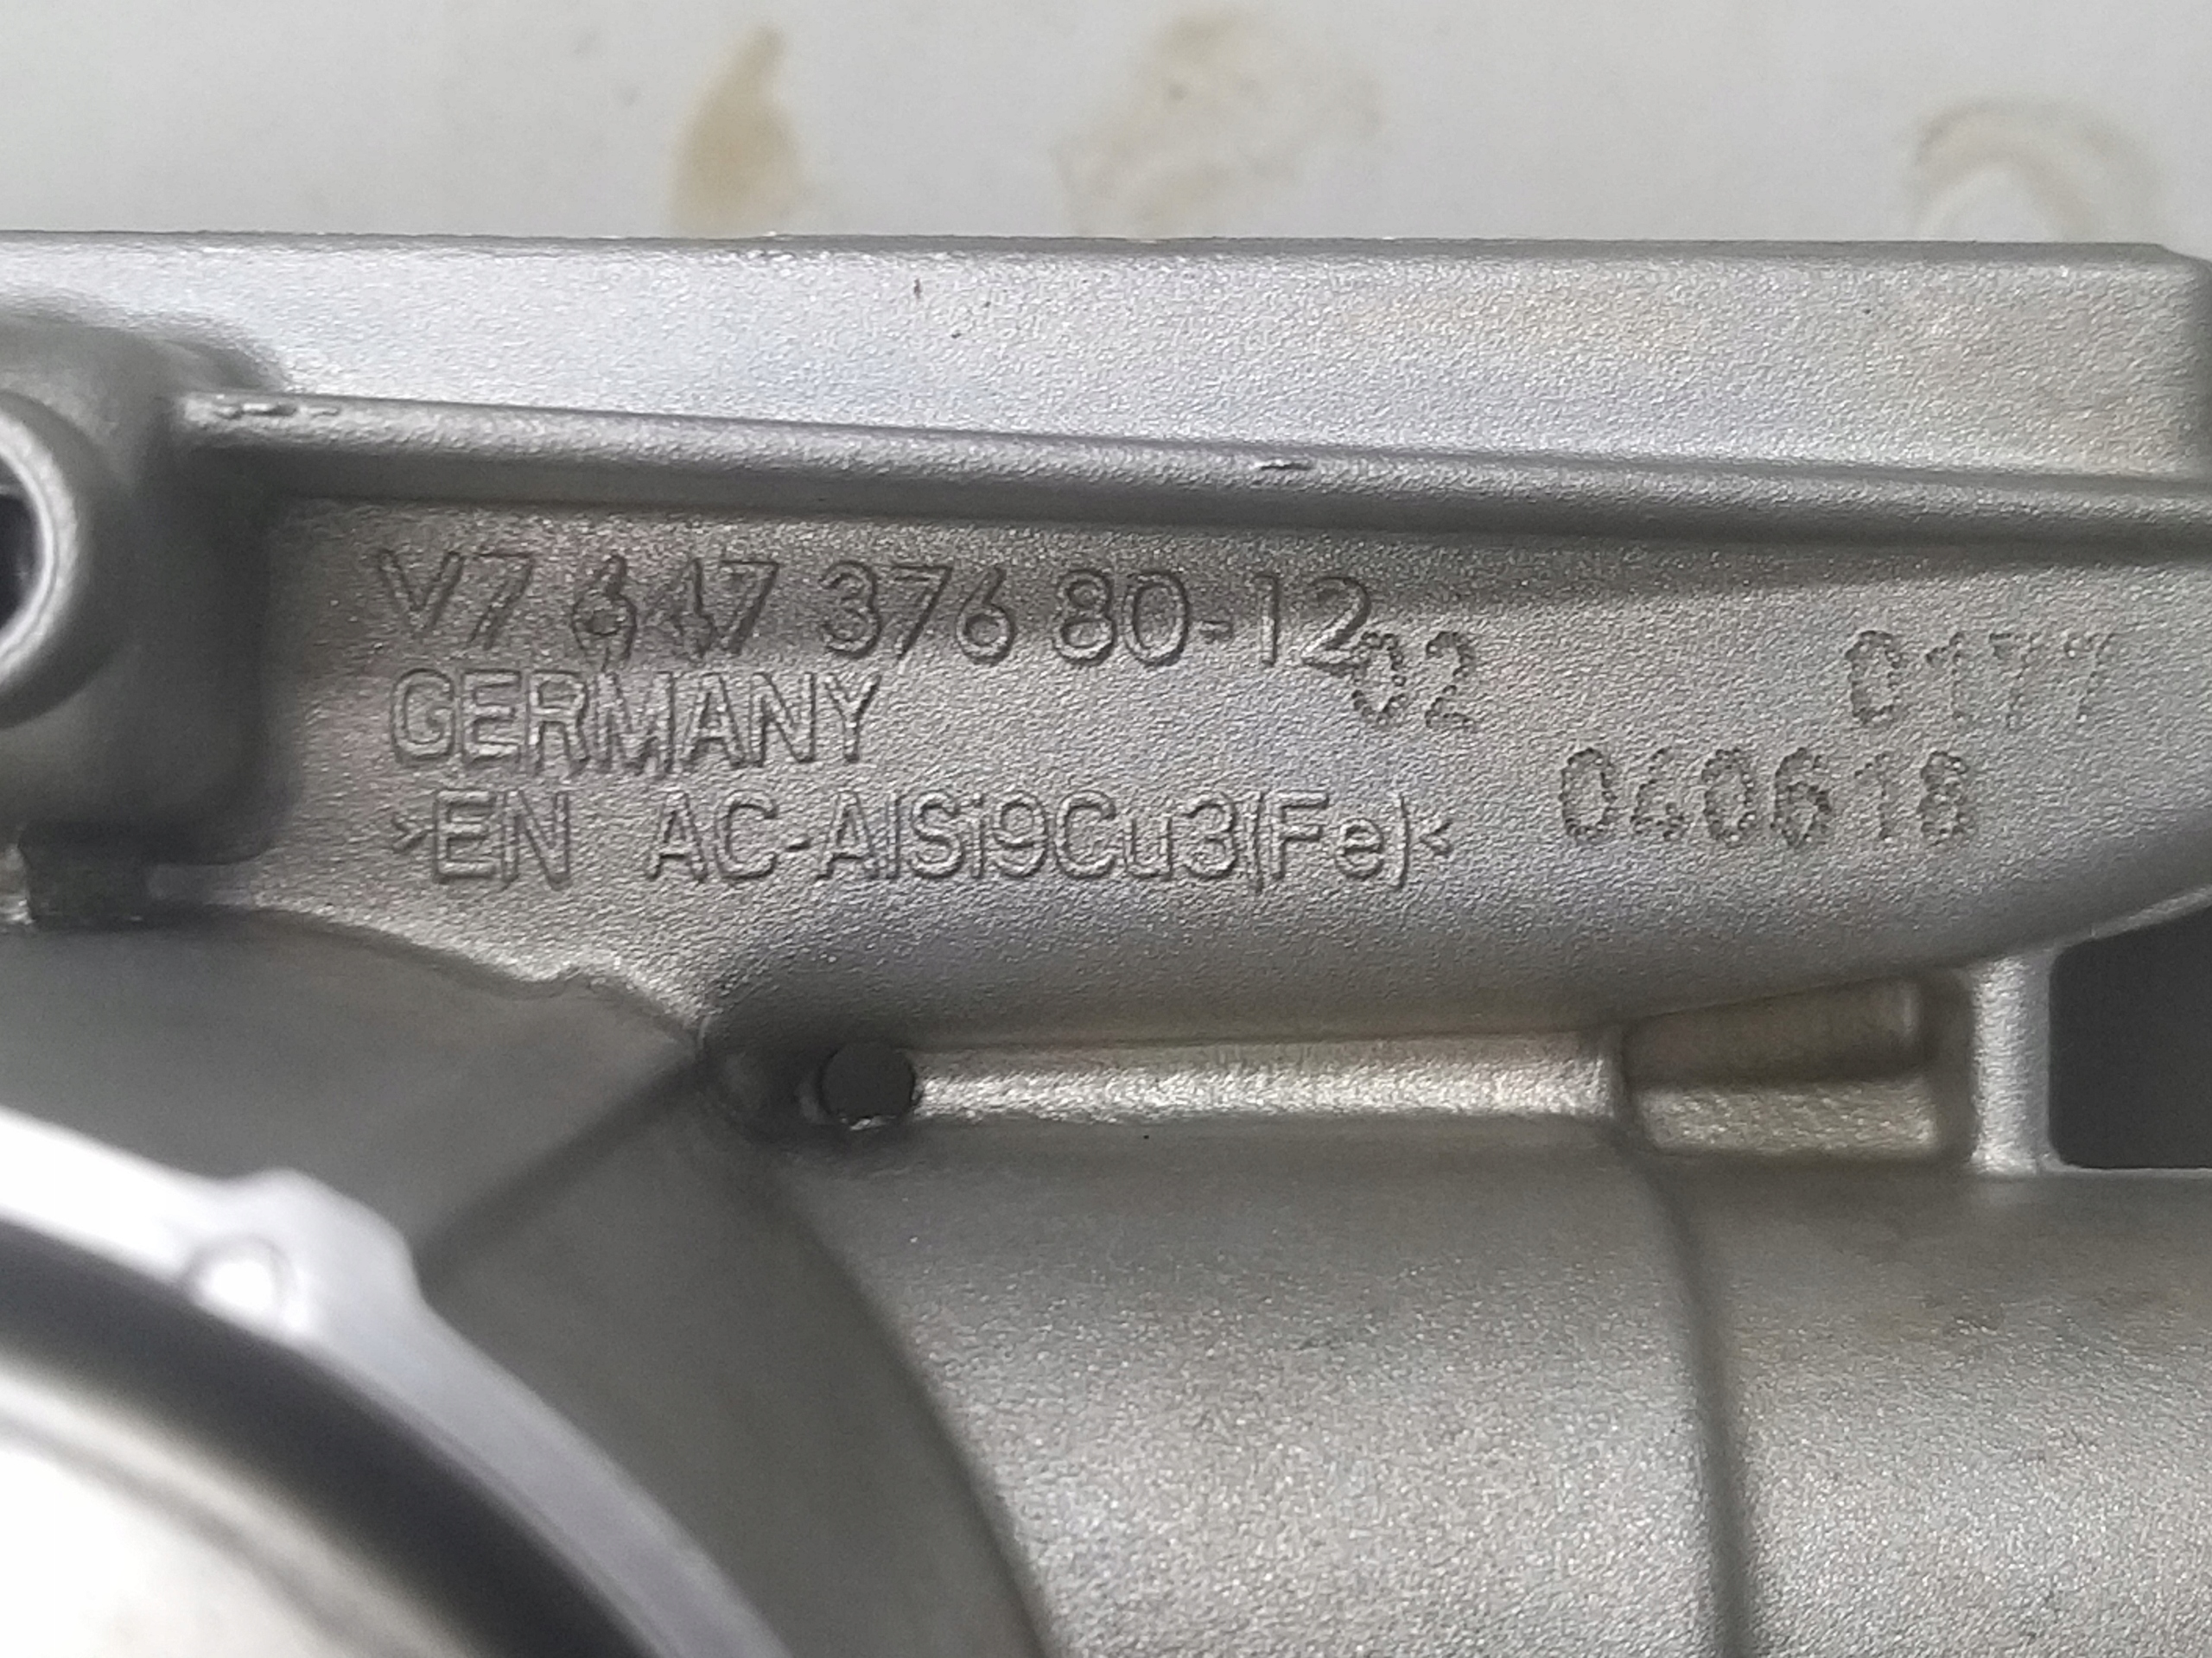 V7 647 376 80-12
02
0177
GERMANY
040618
>EN AC-AlSi9Cu3(Fe)<